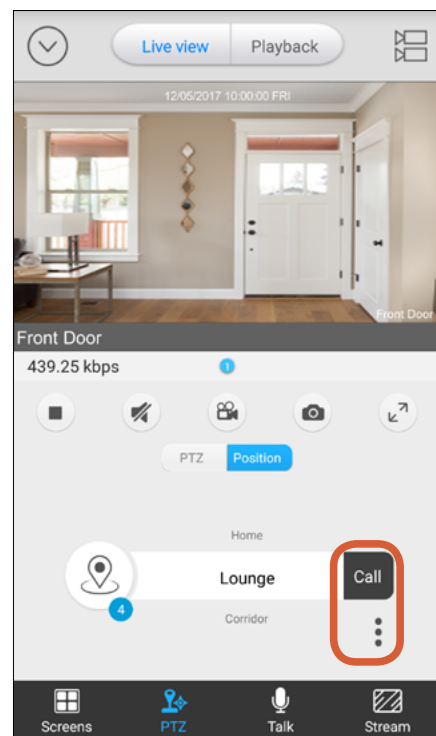 Live view Playback
12/05/2017 10:00:00 FRI
Front Door
Front Door
439.25 kbps 1
PTZ Position
Home
Lounge Call
4
Corridor
Screens PTZ Talk Stream